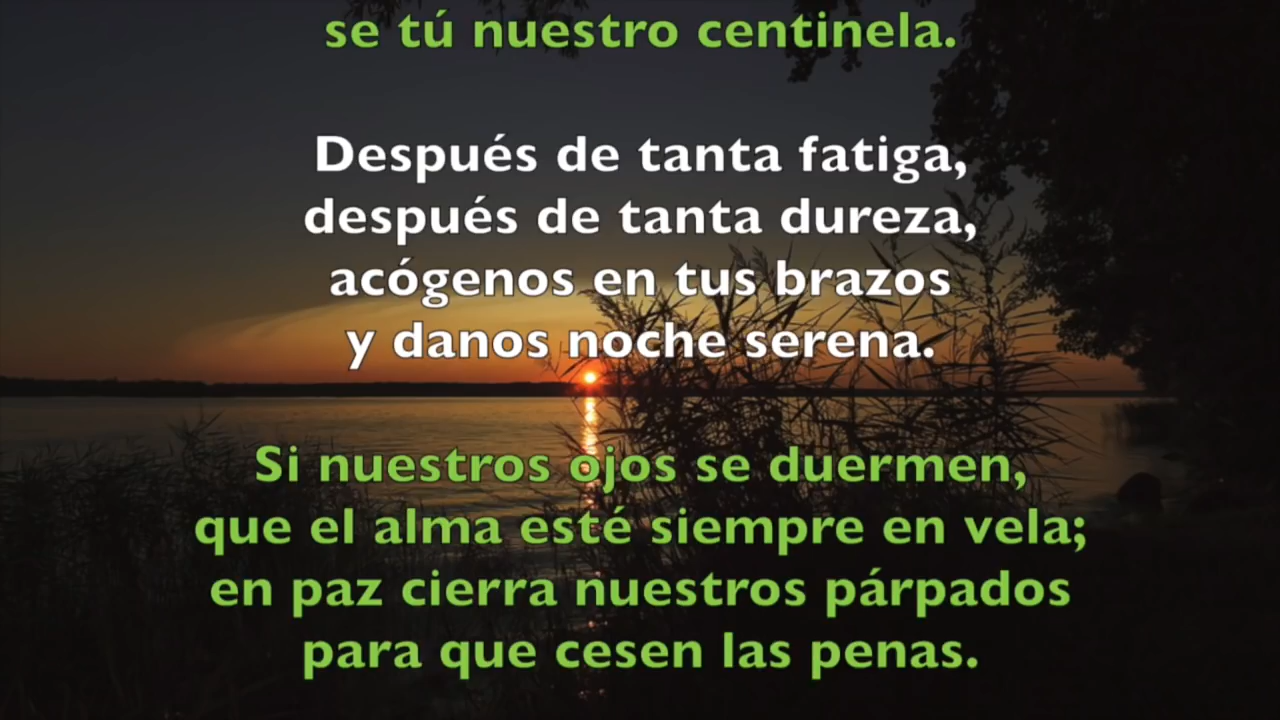 se tú nuestro centinela.
Después de tanta fatiga,
después de tanta dureza,
acógenos en tus brazos
y danos noche serena.
Si nuestros ojos se duermen,
que el alma esté siempre en vela;
en paz cierra nuestros párpados
para que cesen las penas.